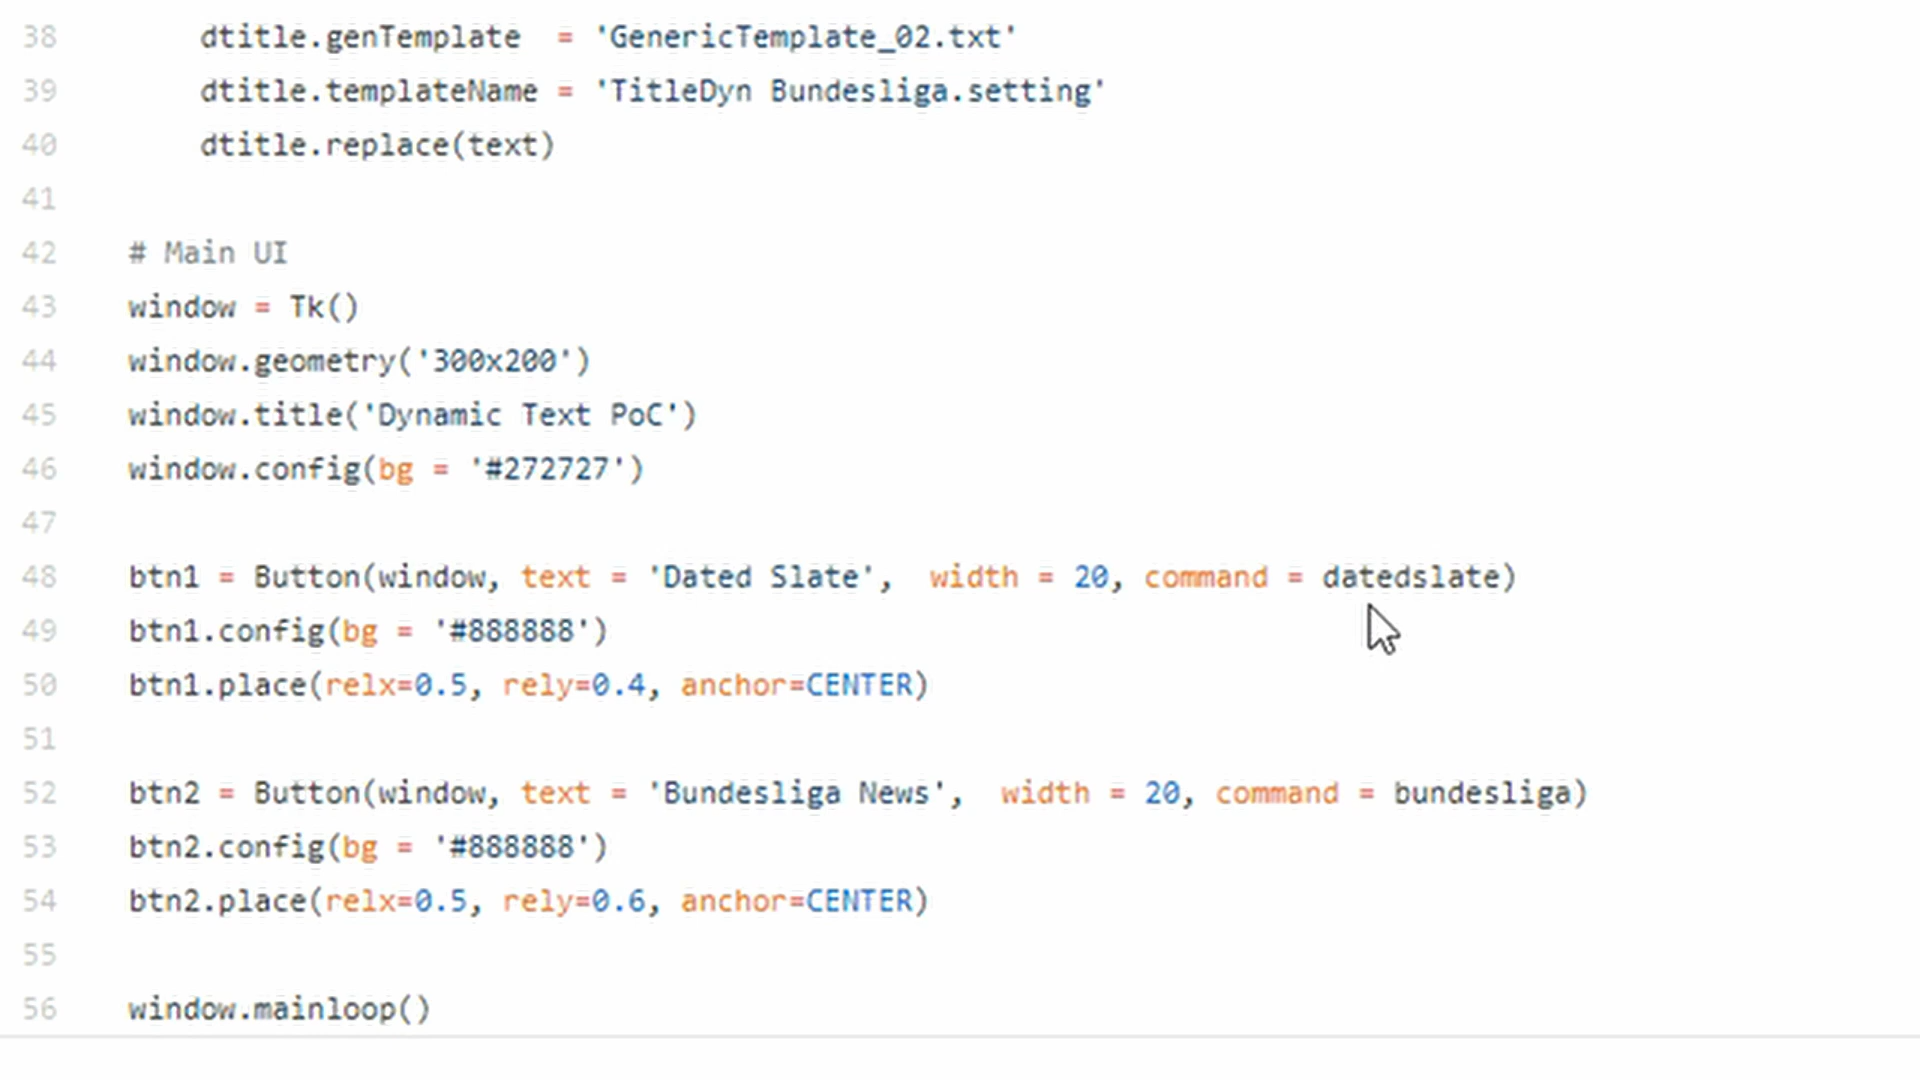 38 dtitle.genTemplate  = 'GenericTemplate_02.txt'
39 dtitle.templateName = 'TitleDyn Bundesliga.setting'
40 dtitle.replace(text)
41
42 # Main UI
43 window = Tk()
44 window.geometry('300x200')
45 window.title('Dynamic Text PoC')
46 window.config(bg = '#272727')
47
48 btn1 = Button(window, text = 'Dated Slate',  width = 20, command = datedslate)
49 btn1.config(bg = '#888888')
50 btn1.place(relx=0.5, rely=0.4, anchor=CENTER)
51
52 btn2 = Button(window, text = 'Bundesliga News',  width = 20, command = bundesliga)
53 btn2.config(bg = '#888888')
54 btn2.place(relx=0.5, rely=0.6, anchor=CENTER)
55
56 window.mainloop()